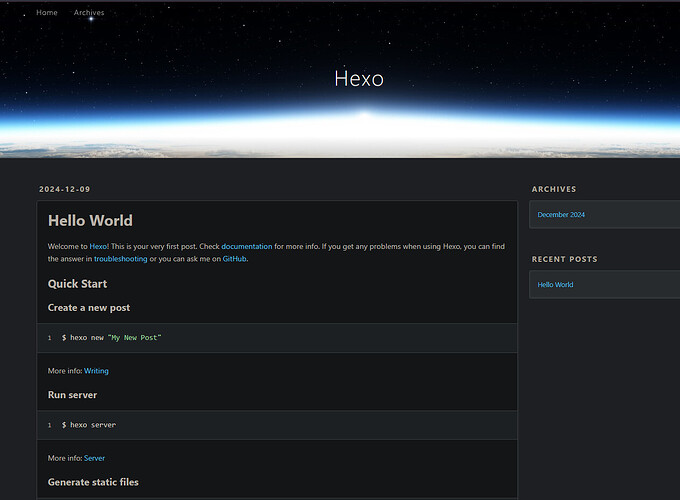 Home Archives
Hexo
2024-12-09
Hello World
Welcome to Hexo! This is your very first post. Check documentation for more info. If you get any problems when using Hexo, you can find
the answer in troubleshooting or you can ask me on GitHub.
Quick Start
Create a new post
1 $ hexo new "My New Post"
More info: Writing
Run server
1 $ hexo server
More info: Server
Generate static files
ARCHIVES
December 2024
RECENT POSTS
Hello World